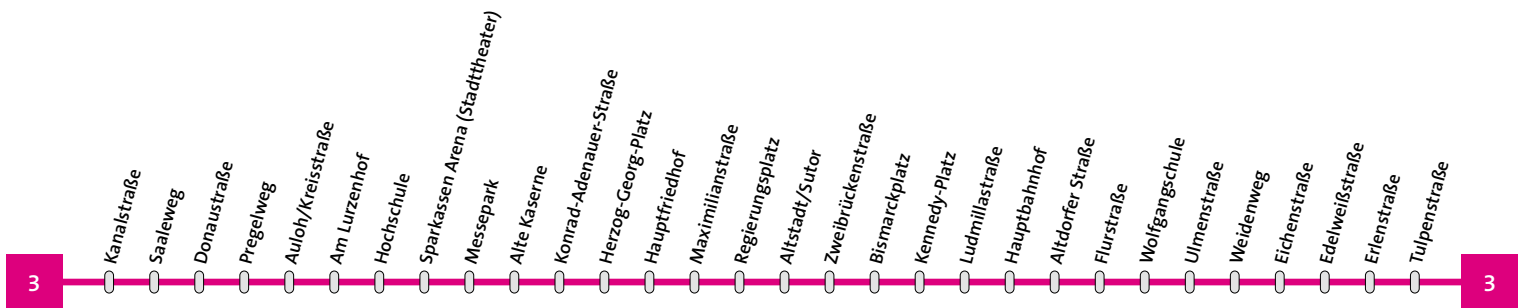 3
Kanalstraße
Saaleweg
Donaustraße
Pregelweg
Auloh/Kreisstraße
Am Lurzenhof
Hochschule
Sparkassen Arena (Stadttheater)
Messepark
Alte Kaserne
Konrad-Adenauer-Straße
Herzog-Georg-Platz
Hauptfriedhof
Maximilianstraße
Regierungsplatz
Altstadt/Sutor
Zweibrückenstraße
Bismarckplatz
Kennedy-Platz
Ludmillastraße
Hauptbahnhof
Altdorfer Straße
Flurstraße
Wolfgangschule
Ulmenstraße
Weidenweg
Eichenstraße
Edelweißstraße
Erlenstraße
Tulpenstraße
3